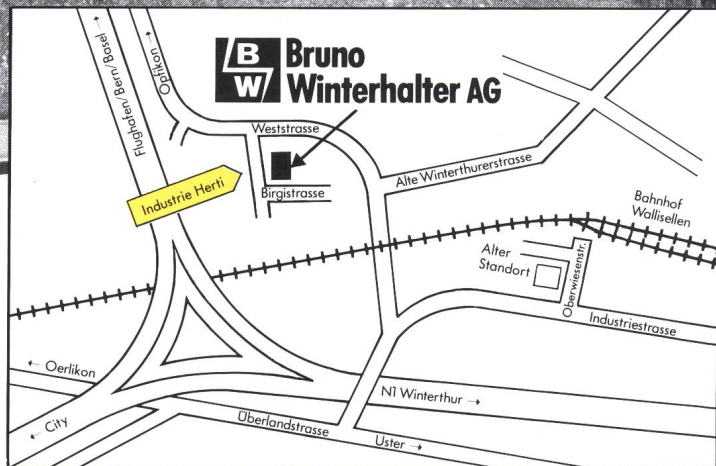 BW
Bruno
Winterhalter AG
Flughafen/Bern/Basel →
Opfikon →
Weststrasse
Industrie Herti
Birgistrasse
Alte Winterthurerstrasse
Bahnhof
Wallisellen
Alter
Standort
Oberwiesenstr.
Industriestrasse
← Oerlikon
N1 Winterthur →
← City
Überlandstrasse
Uster →